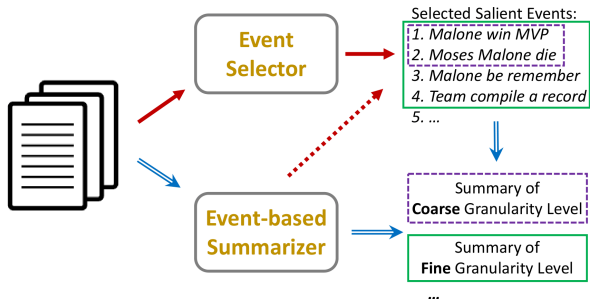 Event
Selector
Selected Salient Events:
1. Malone win MVP
2. Moses Malone die
3. Malone be remember
4. Team compile a record
5. ...
Event-based
Summarizer
Summary of
Coarse Granularity Level
Summary of
Fine Granularity Level
...